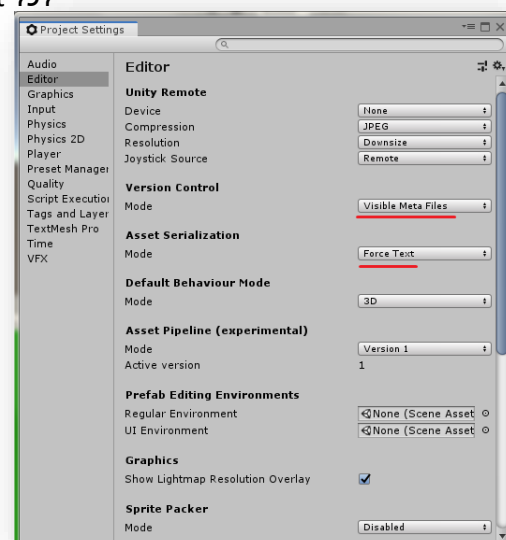 Project Settings
Audio
Editor
Graphics
Input
Physics
Physics 2D
Player
Preset Manager
Quality
Script Execution
Tags and Layer
TextMesh Pro
Time
VFX
Editor
Unity Remote
Device None
Compression JPEG
Resolution Downsize
Joystick Source Remote
Version Control
Mode Visible Meta Files
Asset Serialization
Mode Force Text
Default Behaviour Mode
Mode 3D
Asset Pipeline (experimental)
Mode Version 1
Active version 1
Prefab Editing Environments
Regular Environment None (Scene Asset
UI Environment None (Scene Asset
Graphics
Show Lightmap Resolution Overlay
Sprite Packer
Mode Disabled